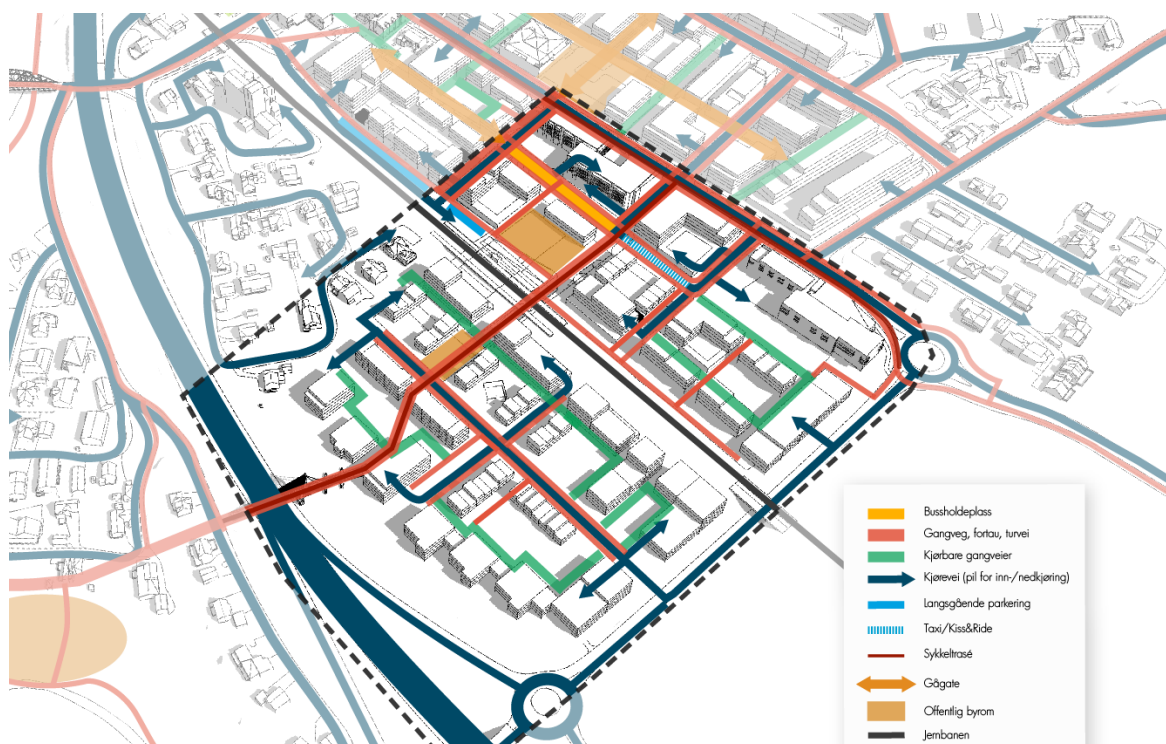 Bussholdeplass
Gangveg, fortau, turvei
Kjørbare gangveier
Kjørevei (pil for inn-/nedkjøring)
Langsgående parkering
Taxi/Kiss&Ride
Sykkeltrasé
Gågate
Offentlig byrom
Jernbanen